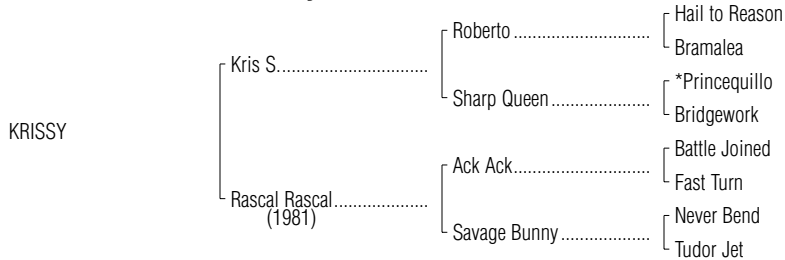 Hail to Reason
Roberto ..............................
Bramalea
Kris S. .................................
*Princequillo
Sharp Queen .....................
Bridgework
KRISSY
Battle Joined
Ack Ack..............................
Fast Turn
Rascal Rascal.....................
(1981)
Never Bend
Savage Bunny ...................
Tudor Jet